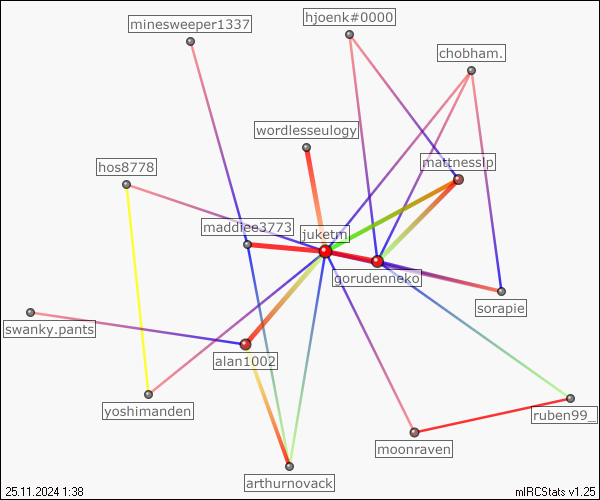 hjoenk#0000
minesweeper1337
chobham.
wordlesseulogy
mattnesslp
hos8778
maddiee3773
juketm
gorudenneko
sorapie
swanky.pants
alan1002
yoshimanden
ruben99_
moonraven
arthurnovack
25.11.2024 1:38
mIRCStats v1.25